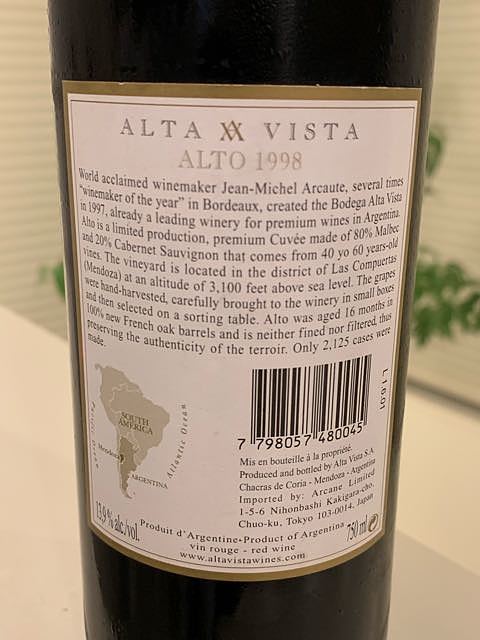 ALTA VISTA
ALTO 1998
World acclaimed winemaker Jean-Michel Arcaute, several times
"winemaker of the year" in Bordeaux, created the Bodega Alta Vista
in 1997, already a leading winery for premium wines in Argentina.
Alto is a limited production, premium Cuvée made of 80% Malbec
and 20% Cabernet Sauvignon that comes from 40 yo 60 years-old
vines. The vineyard is located in the district of Las Compuertas
(Mendoza) at an altitude of 3,100 feet above sea level. The grapes
were hand-harvested, carefully brought to the winery in small boxes
and then selected on a sorting table. Alto was aged 16 months in
100% new French oak barrels and is neither fined nor filtred, thus
preserving the authenticity of the terroir. Only 2,125 cases were
made.
L 1.6.01
SOUTH
AMERICA
Pacific Ocean
Atlantic Ocean
Mendoza
ARGENTINA
7 798057 480045
Mis en bouteille à la propriété.
Produced and bottled by Alta Vista S.A.
Chacras de Coria - Mendoza - Argentina
Imported by: Arcane Limited
1-5-6 Nihonbashi Kakigara-cho,
Chuo-ku, Tokyo 103-0014, Japan
13,9 % alc/vol.
Produit d'Argentine-Product of Argentina
750 ml e
vin rouge - red wine
www.altavistawines.com